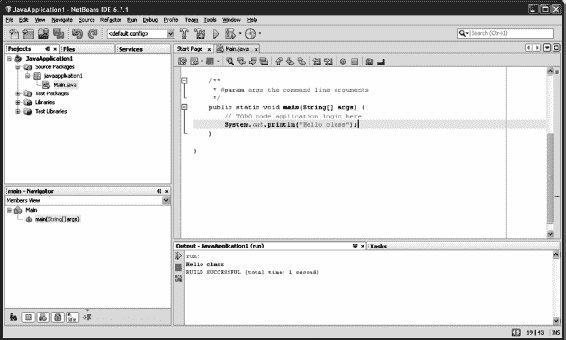 JavaApplication1 - NetBeans IDE 6.7.1
File Edit View Navigate Source Refactor Run Debug Profile Team Tools Window Help
<default config>
Search (Ctrl+I)
Projects Files Services
JavaApplication1
Source Packages
javaapplication1
Main.java
Test Packages
Libraries
Test Libraries
Start Page Main.java
/**
* @param args the command line arguments
*/
public static void main(String[] args) {
// TODO code application logic here
System.out.println("Hello class");
}
}
main - Navigator
Members View
Main
main(String[] args)
Output - JavaApplication1 (run) Tasks
run:
Hello class
BUILD SUCCESSFUL (total time: 1 second)
19|43 INS